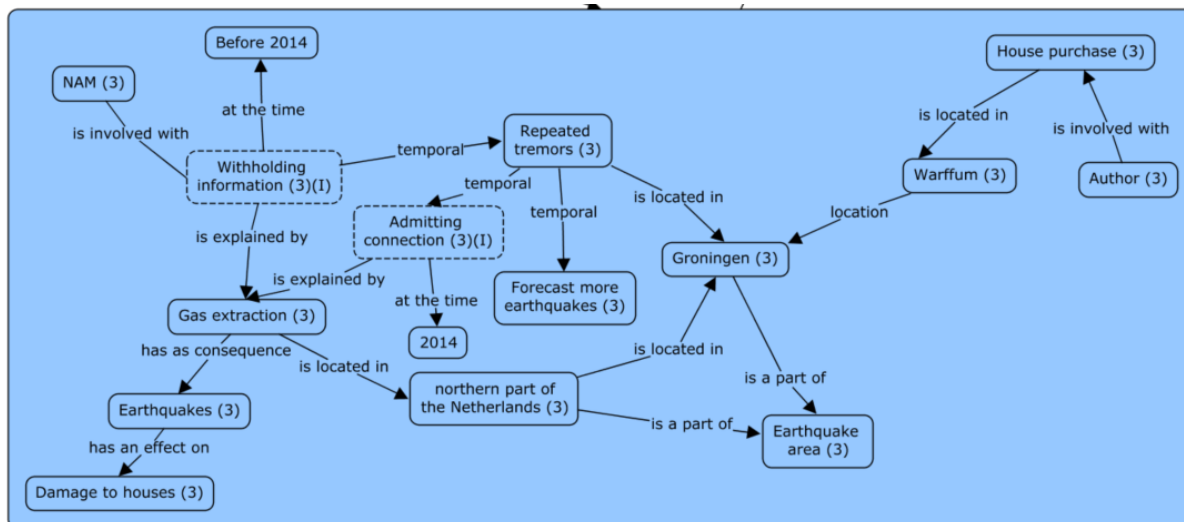 Before 2014
House purchase (3)
NAM (3)
at the time
is located in
is involved with
is involved with
Repeated
tremors (3)
temporal
Withholding
information (3)(I)
temporal
Warffum (3)
Author (3)
temporal
is located in
location
Admitting
connection (3)(I)
is explained by
Groningen (3)
is explained by
Forecast more
earthquakes (3)
at the time
Gas extraction (3)
2014
has as consequence
is located in
is located in
northern part of
the Netherlands (3)
is a part of
Earthquakes (3)
is a part of
Earthquake
area (3)
has an effect on
Damage to houses (3)